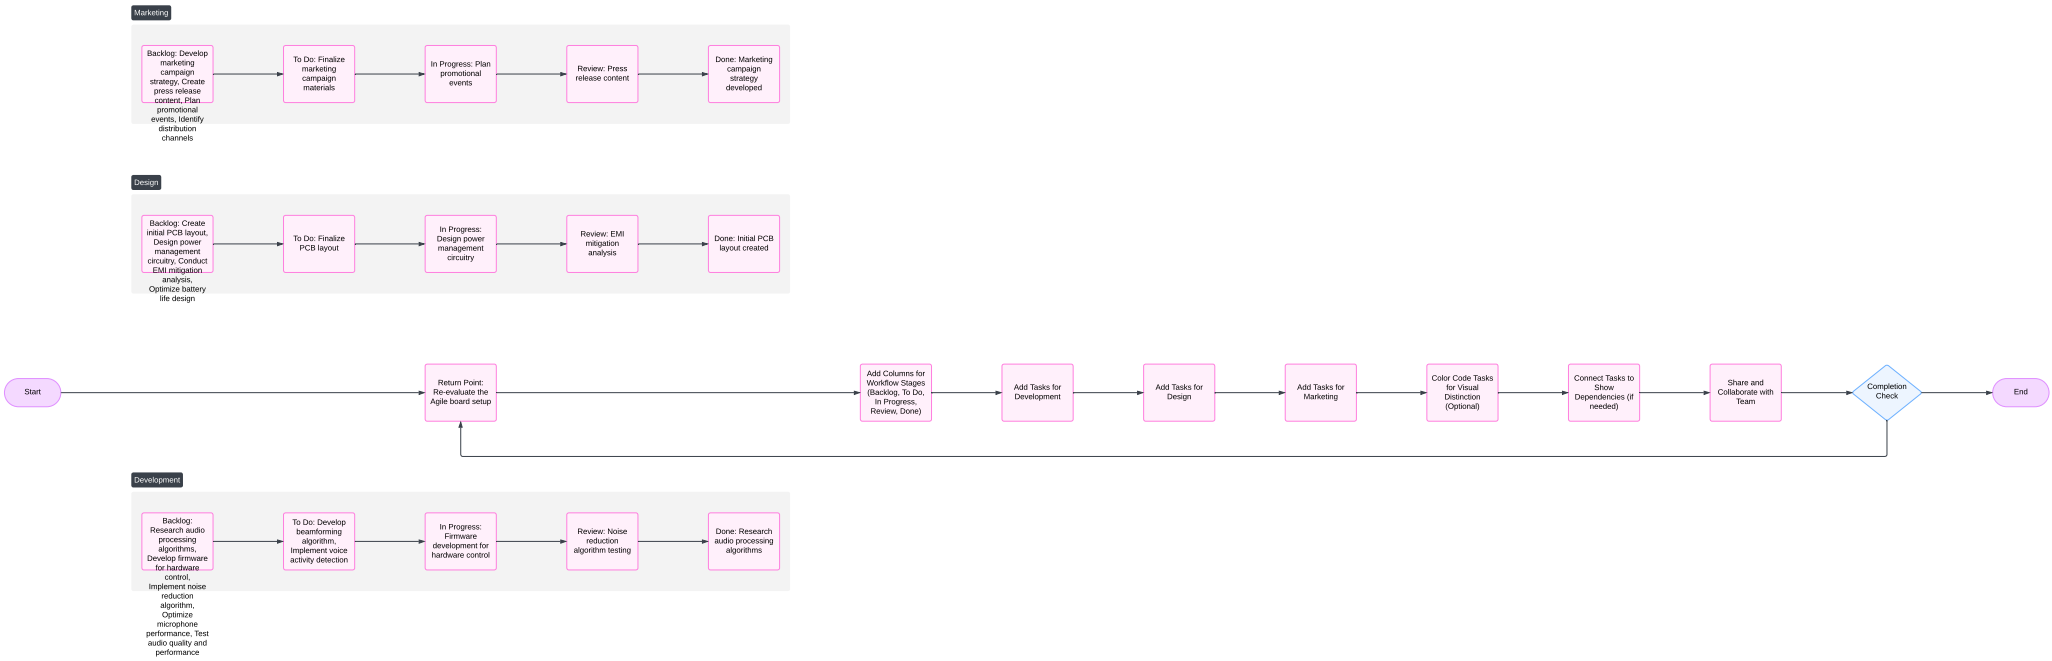 Marketing
Backlog: Develop
marketing
campaign
strategy, Create
press release
content, Plan
promotional
events, Identify
distribution
channels
To Do: Finalize
marketing
campaign
materials
In Progress: Plan
promotional
events
Review: Press
release content
Done: Marketing
campaign
strategy
developed
Design
Backlog: Create
initial PCB layout,
Design power
management
circuitry, Conduct
EMI mitigation
analysis,
Optimize battery
life design
To Do: Finalize
PCB layout
In Progress:
Design power
management
circuitry
Review: EMI
mitigation
analysis
Done: Initial PCB
layout created
Start
Return Point:
Re-evaluate the
Agile board setup
Add Columns for
Workflow Stages
(Backlog, To Do,
In Progress,
Review, Done)
Add Tasks for
Development
Add Tasks for
Design
Add Tasks for
Marketing
Color Code Tasks
for Visual
Distinction
(Optional)
Connect Tasks to
Show
Dependencies (if
needed)
Share and
Collaborate with
Team
Completion
Check
End
Development
Backlog:
Research audio
processing
algorithms,
Develop firmware
for hardware
control,
Implement noise
reduction
algorithm,
Optimize
microphone
performance, Test
audio quality and
performance
To Do: Develop
beamforming
algorithm,
Implement voice
activity detection
In Progress:
Firmware
development for
hardware control
Review: Noise
reduction
algorithm testing
Done: Research
audio processing
algorithms